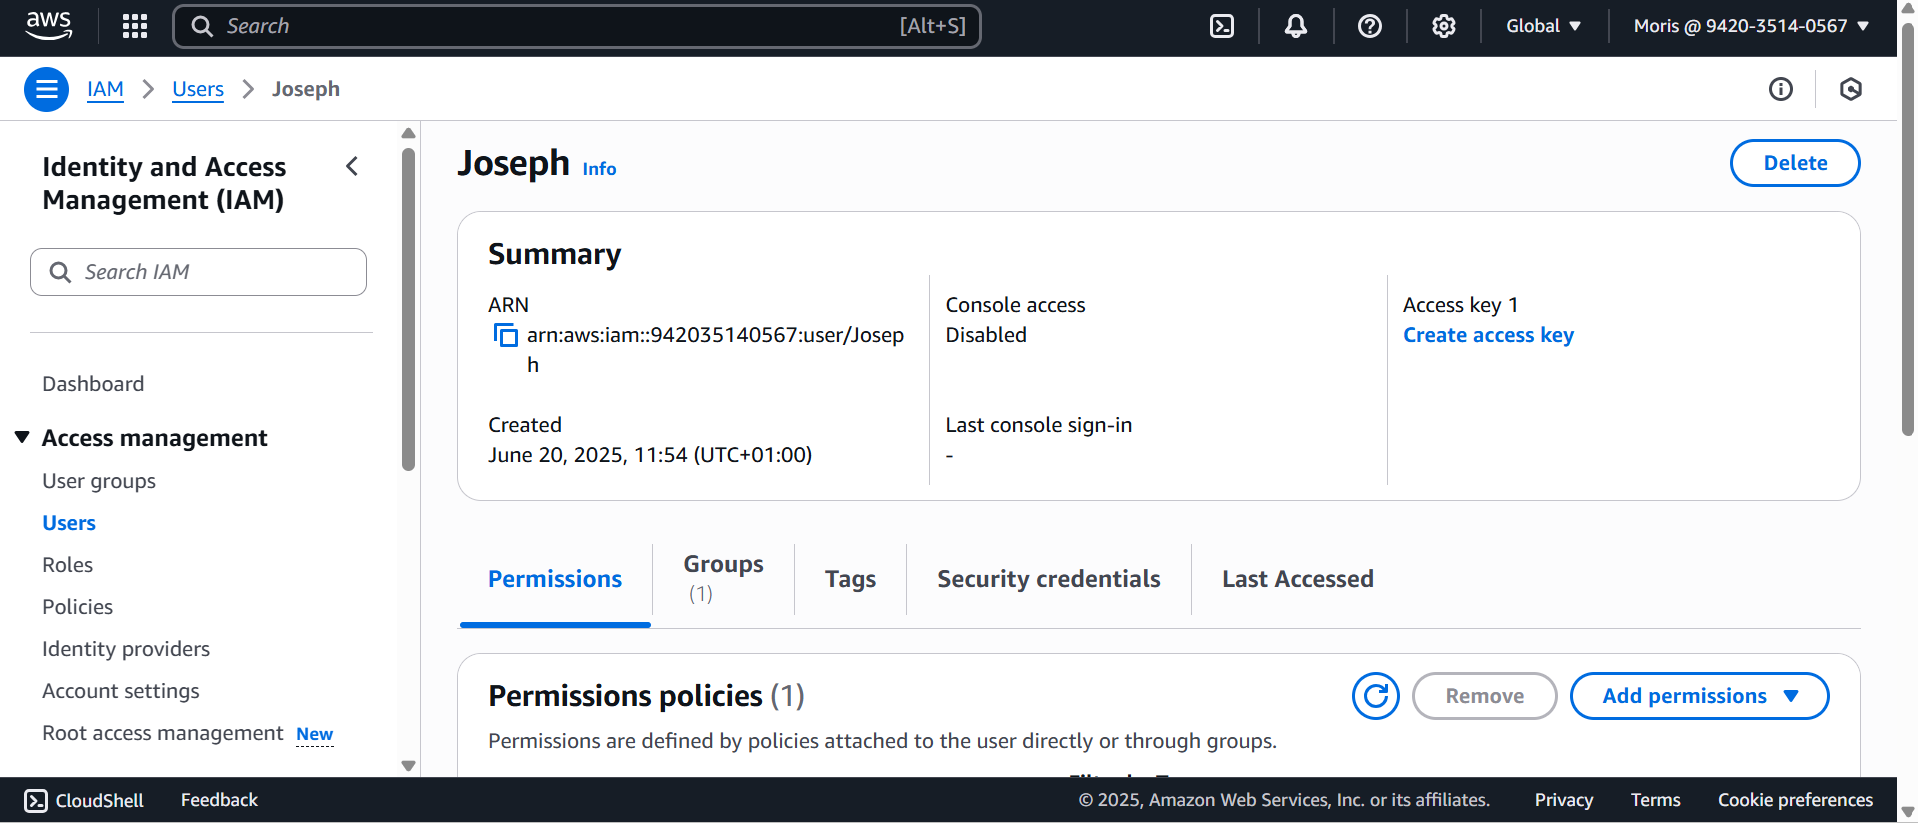 aws
Search [Alt+S]
Global
Moris @ 9420-3514-0567
IAM > Users > Joseph
Identity and Access
Management (IAM)
Search IAM
Dashboard
Access management
User groups
Users
Roles
Policies
Identity providers
Account settings
Root access management New
Joseph Info
Delete
Summary
ARN
arn:aws:iam::942035140567:user/Josep
h
Console access
Disabled
Access key 1
Create access key
Created
June 20, 2025, 11:54 (UTC+01:00)
Last console sign-in
-
Permissions
Groups
(1)
Tags
Security credentials
Last Accessed
Permissions policies (1)
Remove
Add permissions
Permissions are defined by policies attached to the user directly or through groups.
CloudShell
Feedback
© 2025, Amazon Web Services, Inc. or its affiliates.
Privacy
Terms
Cookie preferences